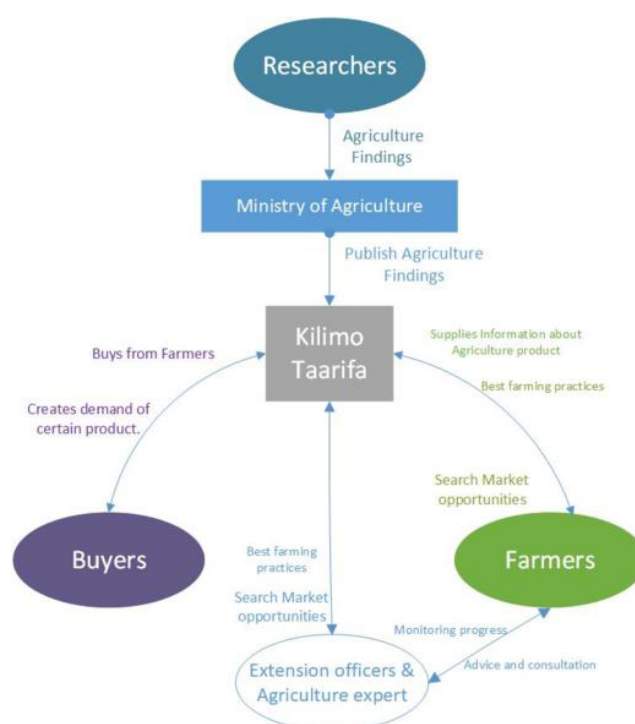 Researchers
Agriculture
Findings
Ministry of Agriculture
Publish Agriculture
Findings
Kilimo
Taarifa
Buys from Farmers
Creates demand of
certain product.
Supplies Information about
Agriculture product
Best farming practices
Search Market
opportunities
Buyers
Farmers
Best farming
practices
Search Market
opportunities
Monitoring progress
Advice and consultation
Extension officers &
Agriculture expert